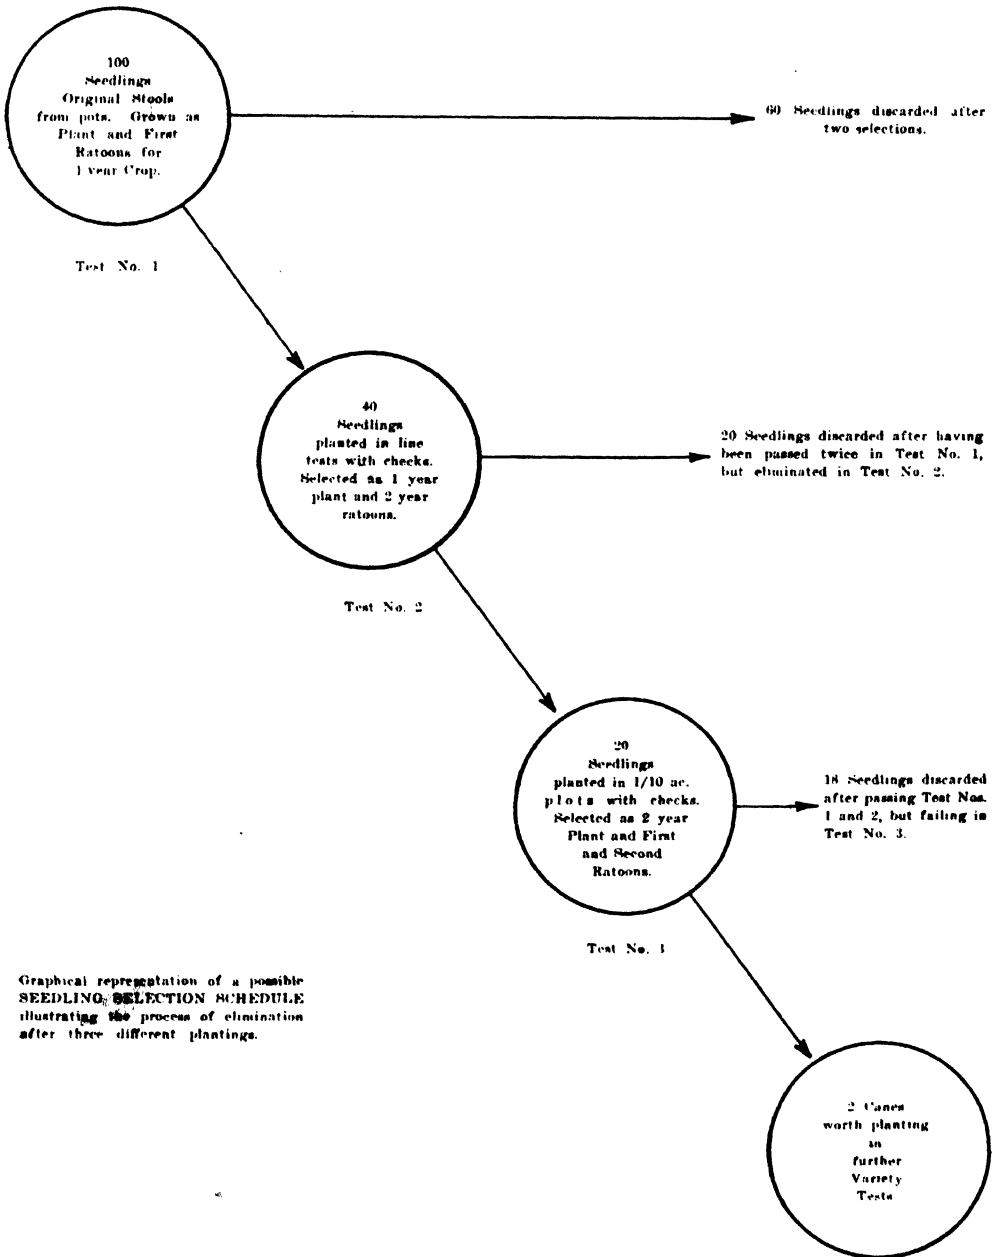 100
Seedlings
Original Stools
from pots. Grown as
Plant and First
Ratoons for
1 year Crop.
60 Seedlings discarded after
two selections.
Test No. 1
40
Seedlings
planted in line
tests with checks.
Selected as 1 year
plant and 2 year
ratoons.
20 Seedlings discarded after having
been passed twice in Test No. 1,
but eliminated in Test No. 2.
Test No. 2
20
Seedlings
planted in 1/10 ac.
plots with checks.
Selected as 2 year
Plant and First
and Second
Ratoons.
18 Seedlings discarded
after passing Test Nos.
1 and 2, but failing in
Test No. 3.
Test No.
Graphical representation of a possible
SEEDLING SELECTION SCHEDULE
illustrating the process of elimination
after three different plantings.
2 Canes
worth planting
in
further
Variety
Tests